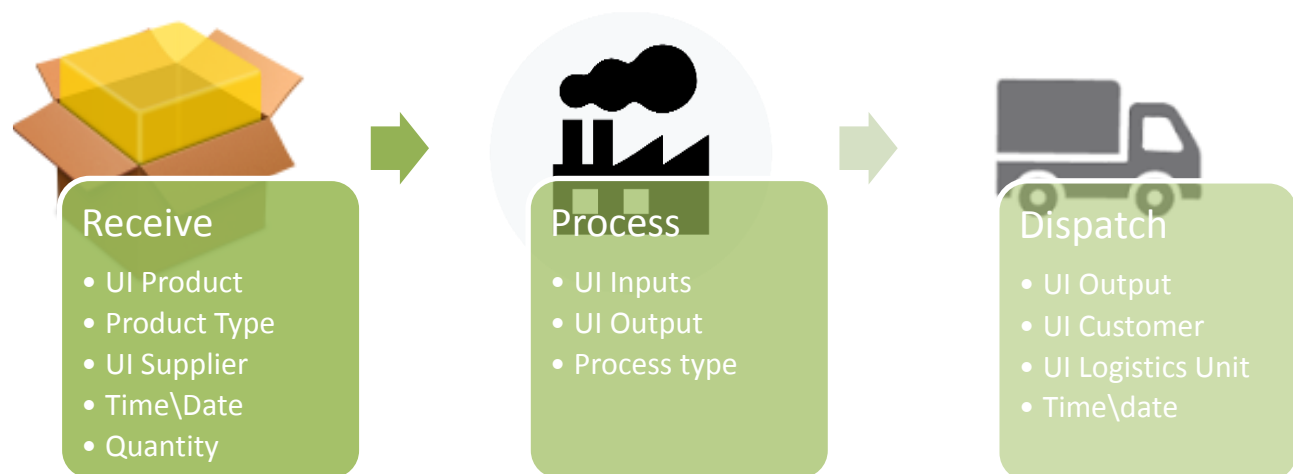 Receive
• UI Product
• Product Type
• UI Supplier
• Time\Date
• Quantity
Process
• UI Inputs
• UI Output
• Process type
Dispatch
• UI Output
• UI Customer
• UI Logistics Unit
• Time\date